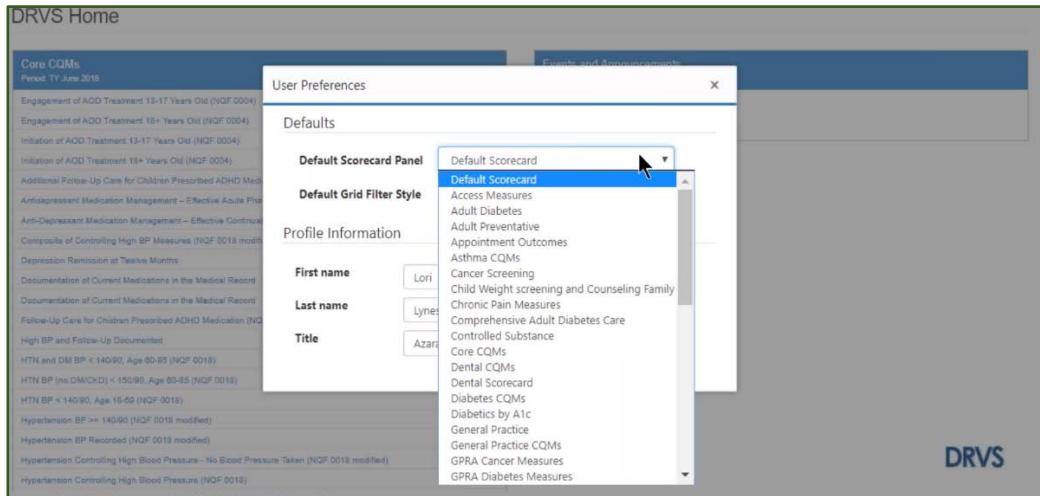 DRVS Home
Core CQMs
Period: TY June 2018
Engagement of AOD Treatment 13-17 Years Old (NQF 0004)
Engagement of AOD Treatment 18+ Years Old (NQF 0004)
Initiation of AOD Treatment 13-17 Years Old (NQF 0004)
Initiation of AOD Treatment 18+ Years Old (NQF 0004)
Additional Follow-Up Care for Children Prescribed ADHD Medi
Antidepressant Medication Management – Effective Acute Pha
Anti-Depressant Medication Management – Effective Continua
Composite of Controlling High BP Measures (NQF 0018 modifi
Depression Remission at Twelve Months
Documentation of Current Medications in the Medical Record
Documentation of Current Medications in the Medical Record
Follow-Up Care for Children Prescribed ADHD Medication (NQ
High BP and Follow-Up Documented
HTN and DM BP < 140/90, Age 60-85 (NQF 0018)
HTN BP (no DM/CKD) < 150/90, Age 60-85 (NQF 0018)
HTN BP < 140/90, Age 18-59 (NQF 0018)
Hypertension BP >= 140/90 (NQF 0018 modified)
Hypertension BP Recorded (NQF 0018 modified)
Hypertension Controlling High Blood Pressure - No Blood Pressure Taken (NQF 0018 modified)
Hypertension Controlling High Blood Pressure (NQF 0018)
Events and Announcements
User Preferences ×
Defaults
Default Scorecard Panel Default Scorecard
Default Grid Filter Style
Profile Information
First name Lori
Last name Lynes
Title Azara
Default Scorecard
Access Measures
Adult Diabetes
Adult Preventative
Appointment Outcomes
Asthma CQMs
Cancer Screening
Child Weight screening and Counseling Family
Chronic Pain Measures
Comprehensive Adult Diabetes Care
Controlled Substance
Core CQMs
Dental CQMs
Dental Scorecard
Diabetes CQMs
Diabetics by A1c
General Practice
General Practice CQMs
GPRA Cancer Measures
GPRA Diabetes Measures
DRVS